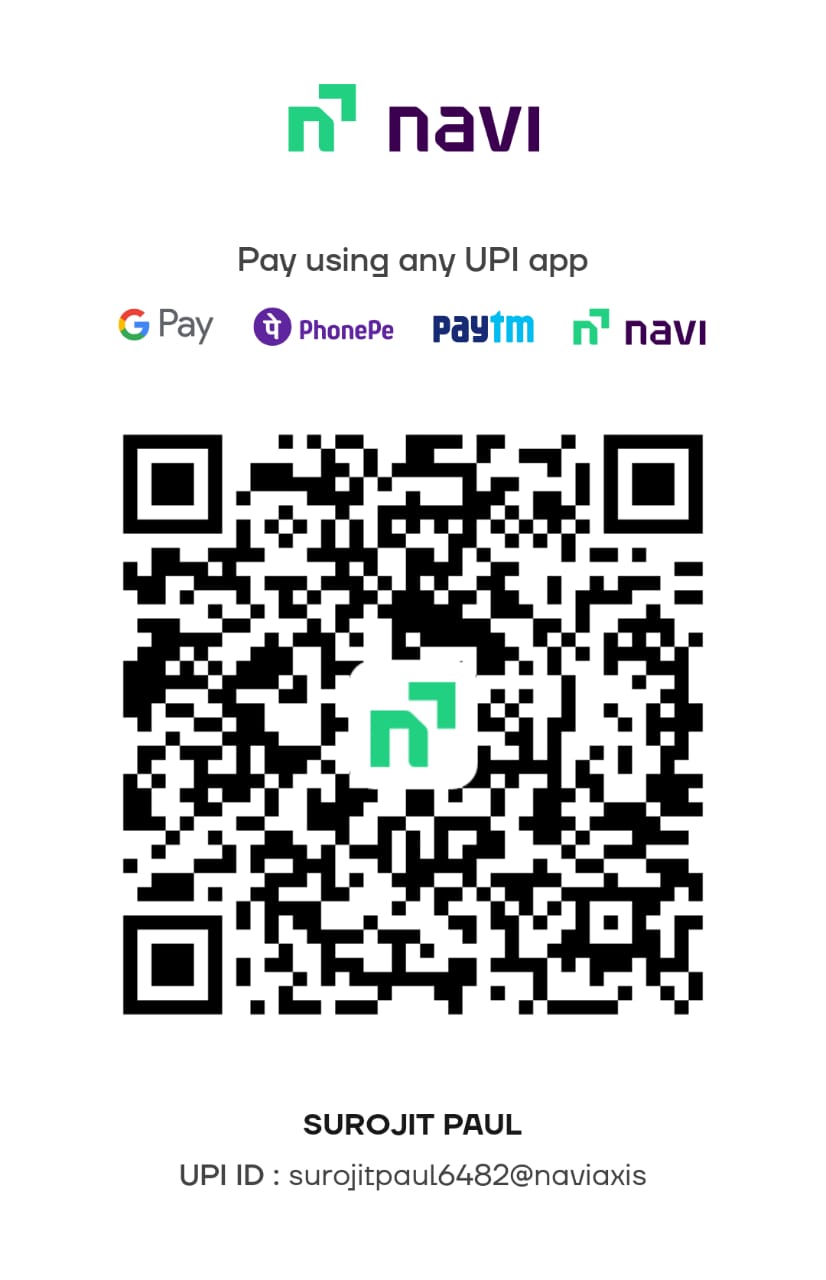 navi
Pay using any UPI app
G Pay पे PhonePe paytm navi
SUROJIT PAUL
UPI ID : surojitpaul6482@naviaxis